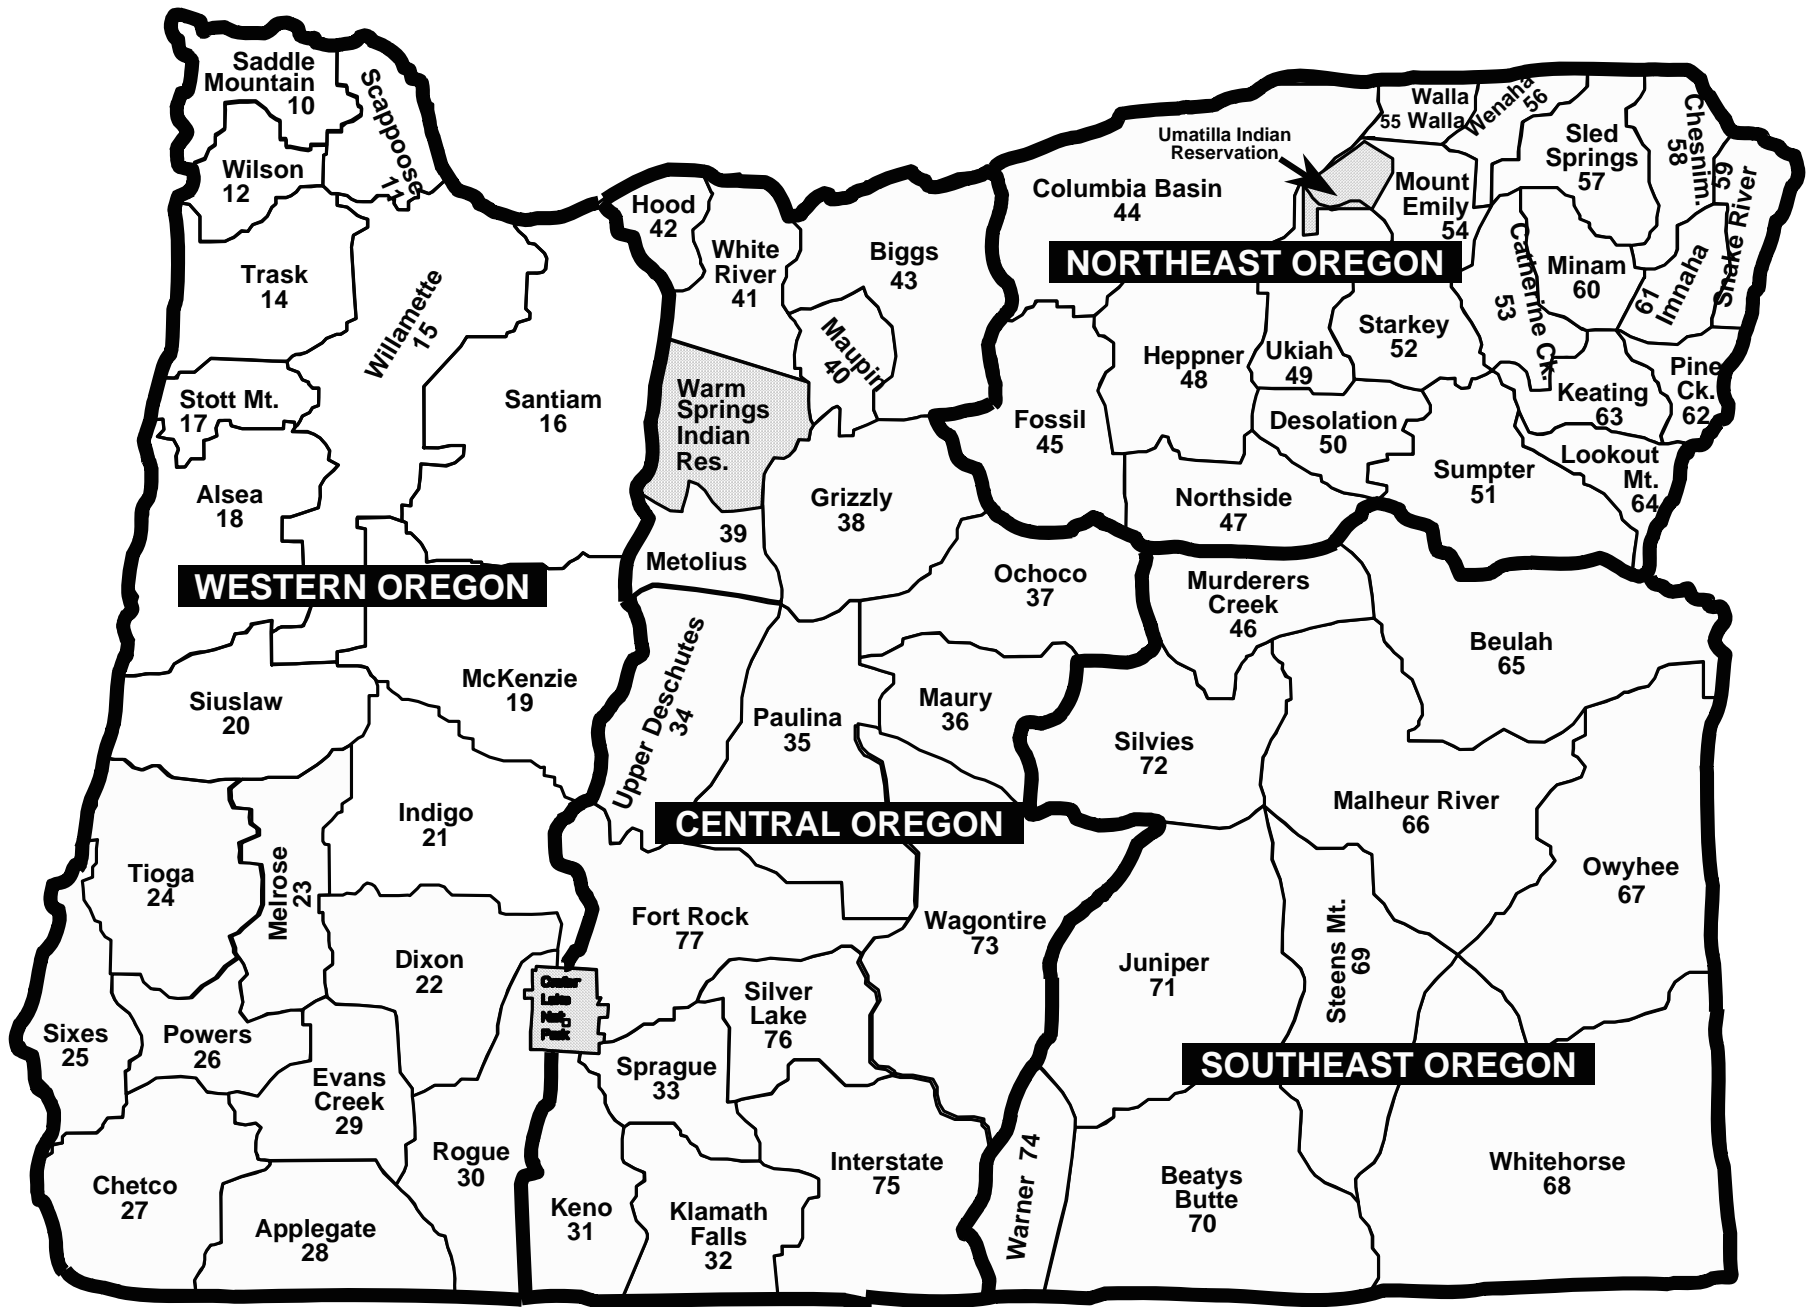 Saddle
Mountain
10
Scappoose
11
Wilson
12
Trask
14
Willamette
15
Santiam
16
Stott Mt.
17
Alsea
18
WESTERN OREGON
McKenzie
19
Siuslaw
20
Indigo
21
Dixon
22
Melrose
23
Tioga
24
Sixes
25
Powers
26
Chetco
27
Applegate
28
Evans
Creek
29
Rogue
30
Crater
Lake
Nat.
Park
Hood
42
White
River
41
Biggs
43
Maupin
40
Warm
Springs
Indian
Res.
39
Metolius
Grizzly
38
Ochoco
37
Maury
36
Paulina
35
Upper Deschutes
34
CENTRAL OREGON
Fort Rock
77
Wagontire
73
Silver
Lake
76
Sprague
33
Keno
31
Klamath
Falls
32
Interstate
75
Columbia Basin
44
Umatilla Indian
Reservation
Walla
55 Walla
Wenaha
56
Mount
Emily
54
Sled
Springs
57
Chesnim.
58
59
Snake River
NORTHEAST OREGON
Catherine Ck.
53
Minam
60
61
Imnaha
Fossil
45
Heppner
48
Ukiah
49
Starkey
52
Desolation
50
Keating
63
Pine
Ck.
62
Lookout
Mt.
64
Sumpter
51
Northside
47
Murderers
Creek
46
Beulah
65
Silvies
72
Malheur River
66
Owyhee
67
Juniper
71
Steens Mt.
69
SOUTHEAST OREGON
Warner 74
Beatys
Butte
70
Whitehorse
68